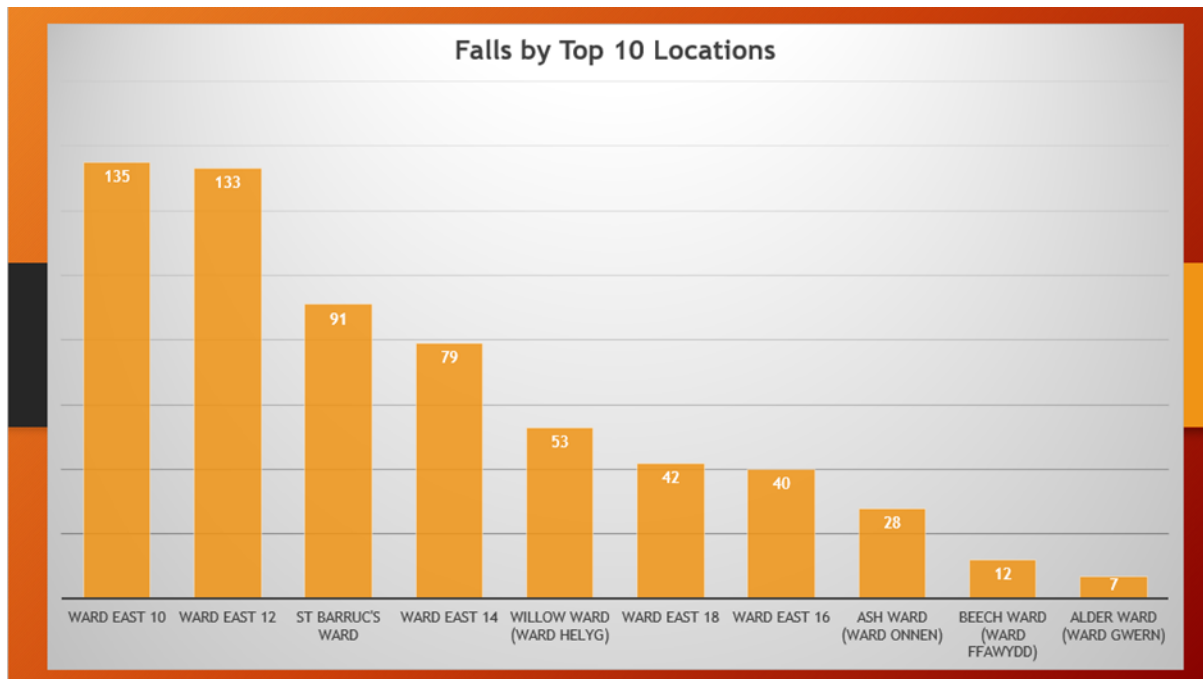 Falls by Top 10 Locations
135
133
91
79
53
42
40
28
12
7
WARD EAST 10
WARD EAST 12
ST BARRUC'S
WARD
WARD EAST 14
WILLOW WARD
(WARD HELYG)
WARD EAST 18
WARD EAST 16
ASH WARD
(WARD ONNEN)
BEECH WARD
(WARD
FFAWYDD)
ALDER WARD
(WARD GWERN)